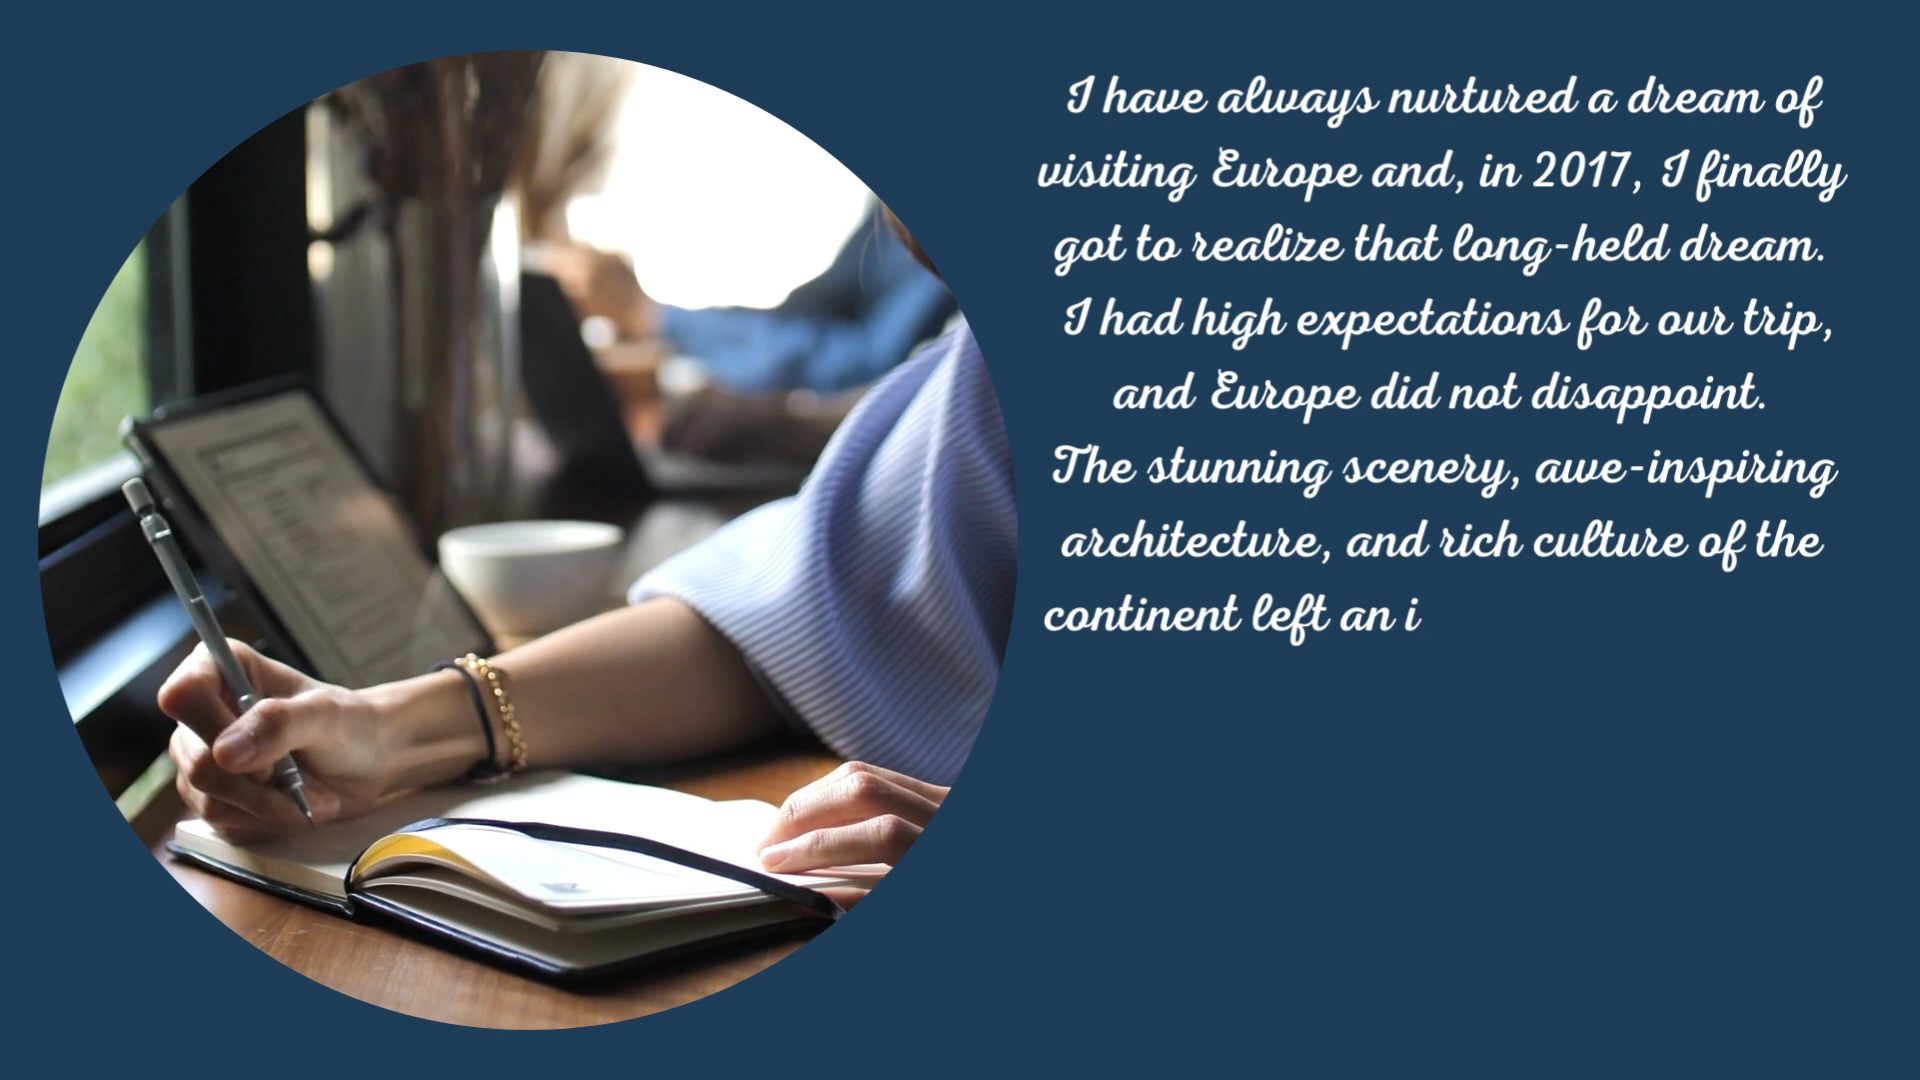 I have always nurtured a dream of
visiting Europe and, in 2017, I finally
got to realize that long-held dream.
I had high expectations for our trip,
and Europe did not disappoint.
The stunning scenery, awe-inspiring
architecture, and rich culture of the
continent left an i